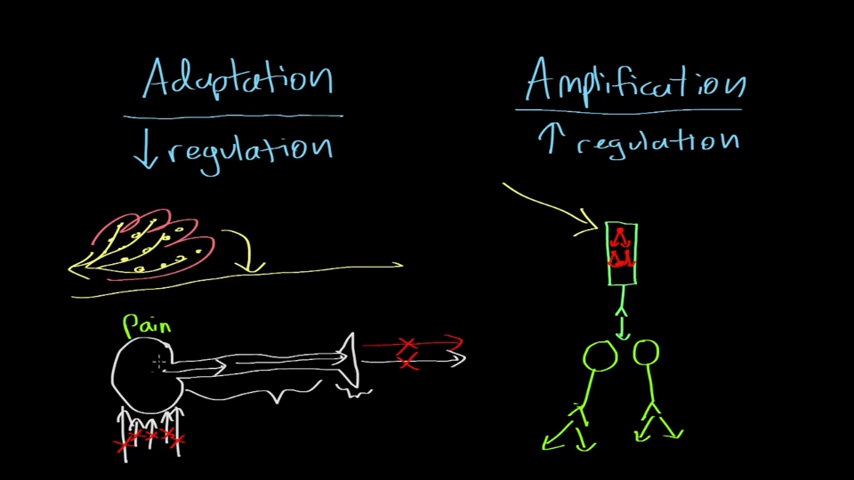 Adaptation
↓ regulation
Amplification
↑ regulation
Pain